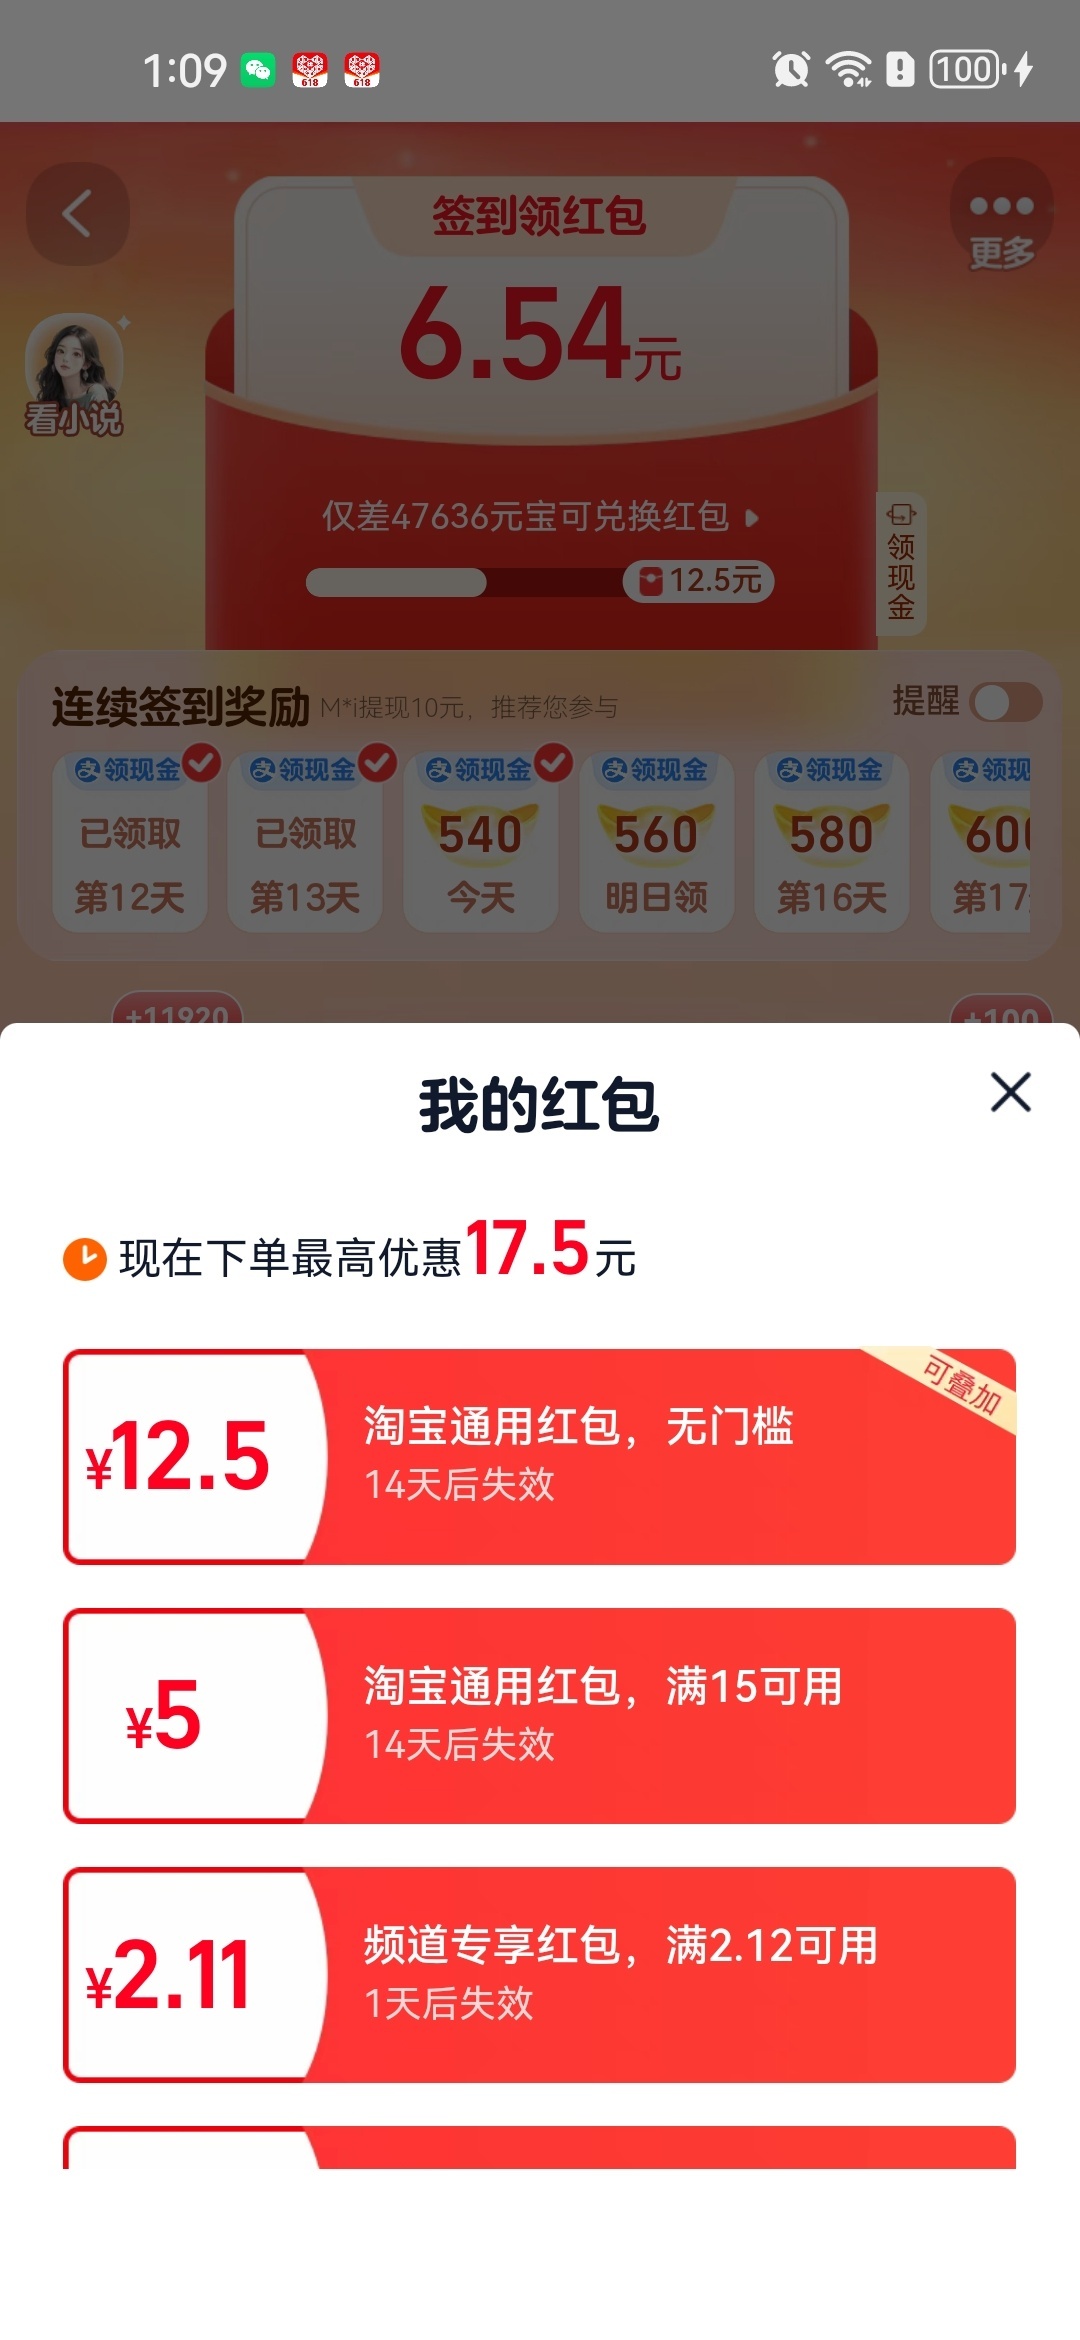 1:09
618
618
100
签到领红包
更多
6.54元
看小说
仅差47636元宝可兑换红包
12.5元
领现金
连续签到奖励
M*i提现10元，推荐您参与
提醒
领现金
领现金
领现金
领现金
领现金
领现
已领取
已领取
540
560
580
600
第12天
第13天
今天
明日领
第16天
第17
+11920
+100
我的红包
现在下单最高优惠17.5元
可叠加
¥12.5
淘宝通用红包，无门槛
14天后失效
¥5
淘宝通用红包，满15可用
14天后失效
¥2.11
频道专享红包，满2.12可用
1天后失效